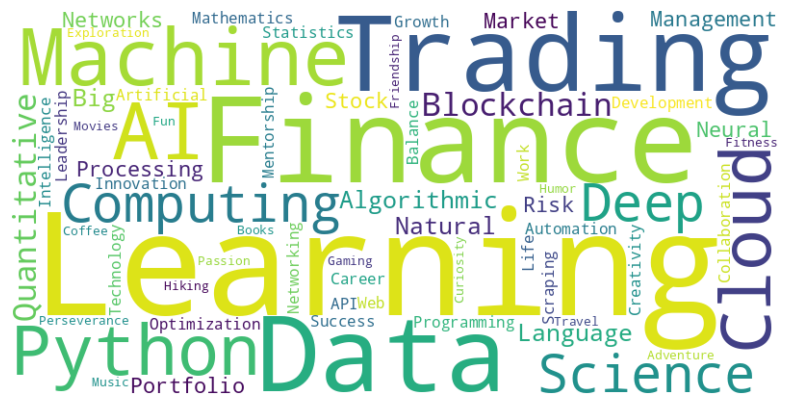 Networks
Mathematics
Growth
Market
Management
Exploration
Statistics
Friendship
Trading
Machine
Big
Artificial
Stock
Blockchain
Development
Quantitative
Intelligence
Leadership
Movies
Fun
AI
Finance
Mentorship
Balance
Neural
Fitness
Processing
Work
Innovation
Computing
Algorithmic
Humor
Risk
Deep
Collaboration
Cloud
Natural
Automation
Coffee
Books
Learning
Technology
Passion
Networking
Gaming
Curiosity
Life
Scraping
Creativity
Hiking
Career
API
Web
Perseverance
Optimization
Success
Programming
Travel
Language
Python
Data
Adventure
Science
Music
Portfolio